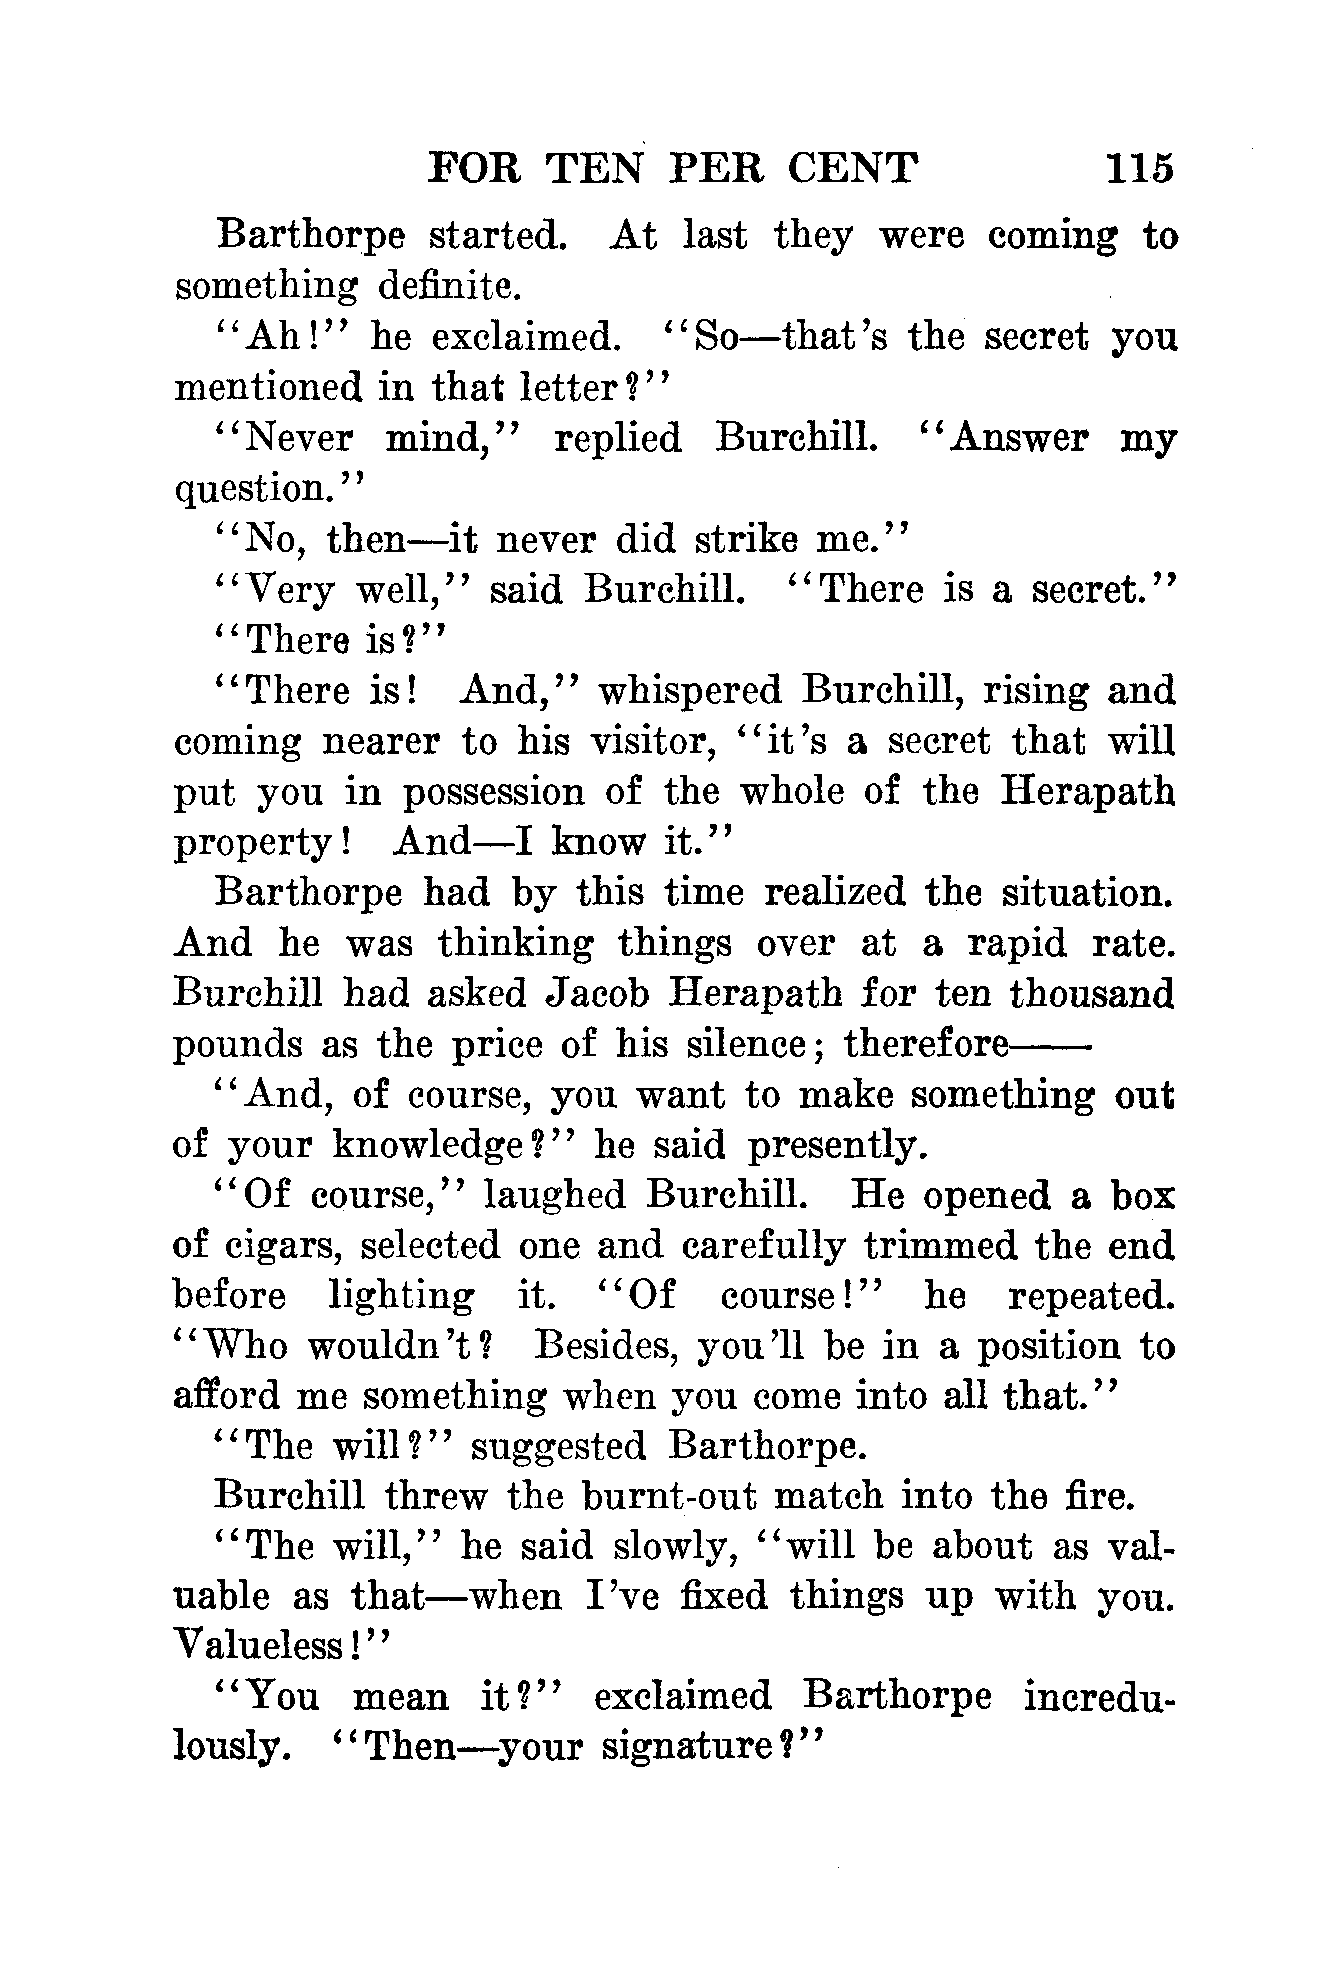 FOR TEN PER CENT 115
Barthorpe started. At last they were coming to
something definite.
“Ah!” he exclaimed. “So—that’s the secret you
mentioned in that letter?”
“Never mind,” replied Burchill. “Answer my
question.”
“No, then—it never did strike me.”
“Very well,” said Burchill. “There is a secret.”
“There is?”
“There is! And,” whispered Burchill, rising and
coming nearer to his visitor, “it’s a secret that will
put you in possession of the whole of the Herapath
property! And—I know it.”
Barthorpe had by this time realized the situation.
And he was thinking things over at a rapid rate.
Burchill had asked Jacob Herapath for ten thousand
pounds as the price of his silence; therefore——
“And, of course, you want to make something out
of your knowledge?” he said presently.
“Of course,” laughed Burchill. He opened a box
of cigars, selected one and carefully trimmed the end
before lighting it. “Of course!” he repeated.
“Who wouldn’t? Besides, you’ll be in a position to
afford me something when you come into all that.”
“The will?” suggested Barthorpe.
Burchill threw the burnt-out match into the fire.
“The will,” he said slowly, “will be about as val-
uable as that—when I’ve fixed things up with you.
Valueless!”
“You mean it?” exclaimed Barthorpe incredu-
lously. “Then—your signature?”